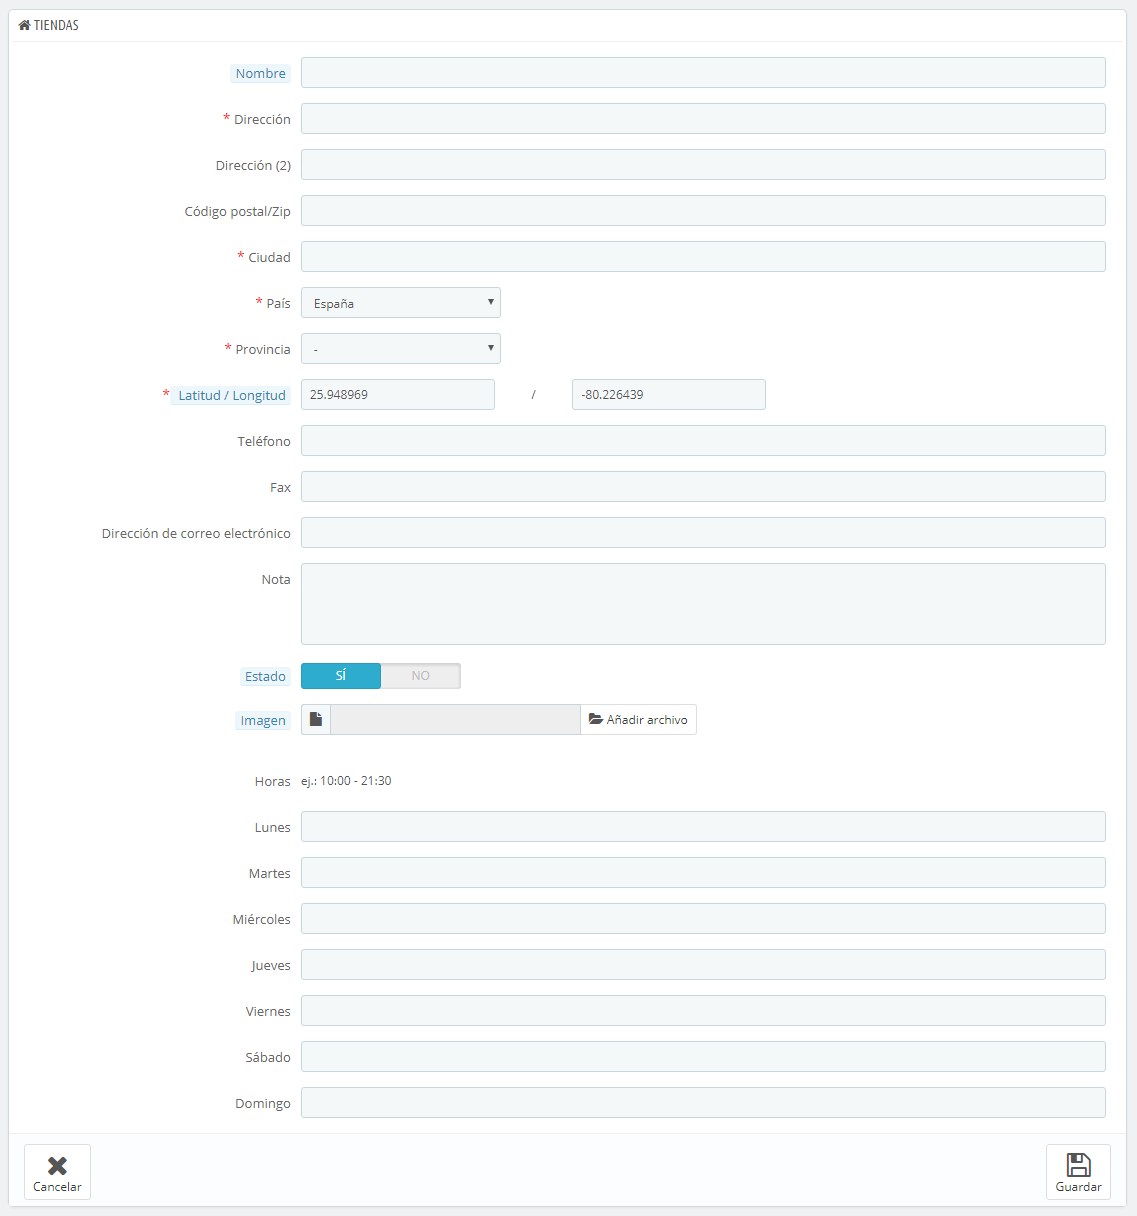 TIENDAS
Nombre
* Dirección
Dirección (2)
Código postal/Zip
* Ciudad
* País España
* Provincia -
* Latitud / Longitud 25.948969 / -80.226439
Teléfono
Fax
Dirección de correo electrónico
Nota
Estado SÍ NO
Imagen Añadir archivo
Horas ej.: 10:00 - 21:30
Lunes
Martes
Miércoles
Jueves
Viernes
Sábado
Domingo
Cancelar Guardar